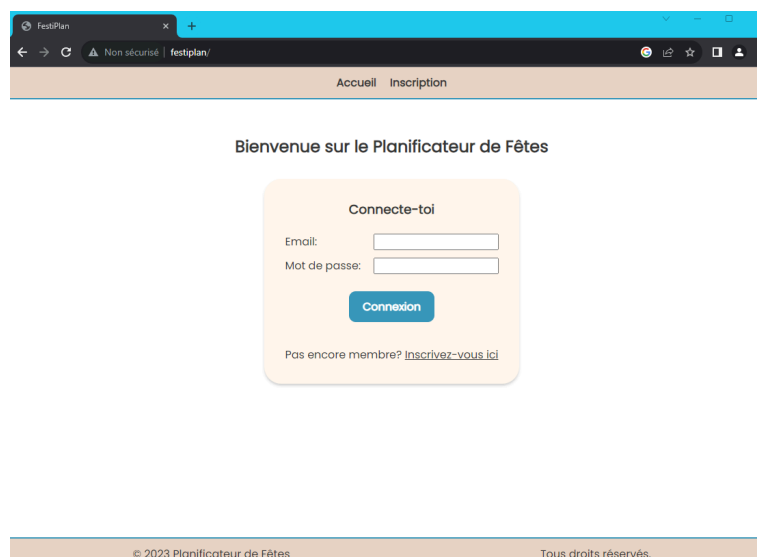 FestiPlan
Non sécurisé | festiplan/
Accueil Inscription
Bienvenue sur le Planificateur de Fêtes
Connecte-toi
Email:
Mot de passe:
Connexion
Pas encore membre? Inscrivez-vous ici
© 2023 Planificateur de Fêtes Tous droits réservés.